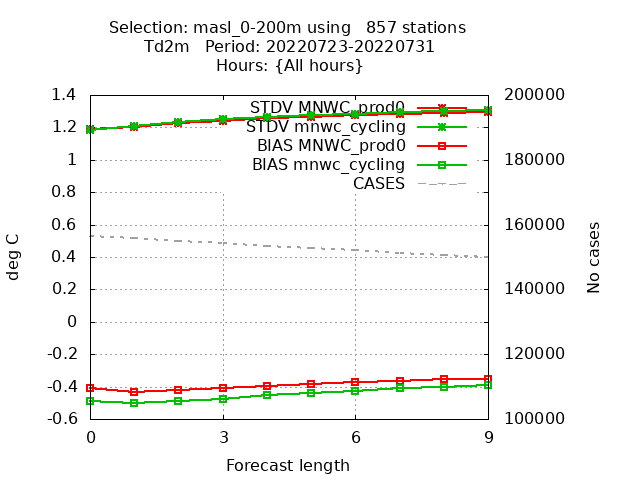 Selection: masl_0-200m using   857 stations
Td2m   Period: 20220723-20220731
Hours: {All hours}
STDV MNWC_prod0
STDV mnwc_cycling
BIAS MNWC_prod0
BIAS mnwc_cycling
CASES
1.4
1.2
1
0.8
0.6
0.4
0.2
0
-0.2
-0.4
-0.6
deg C
200000
180000
160000
140000
120000
100000
No cases
0 3 6 9
Forecast length